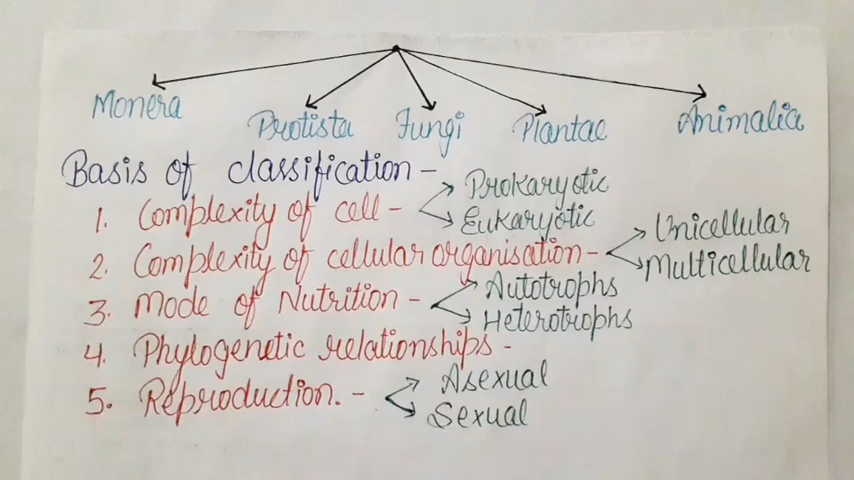 Monera Protista Fungi Plantae Animalia
Basis of classification -
1. Complexity of cell - Prokaryotic
Eukaryotic
2. Complexity of cellular organisation - Unicellular
Multicellular
3. Mode of Nutrition - Autotrophs
Heterotrophs
4. Phylogenetic relationships -
5. Reproduction. - Asexual
Sexual